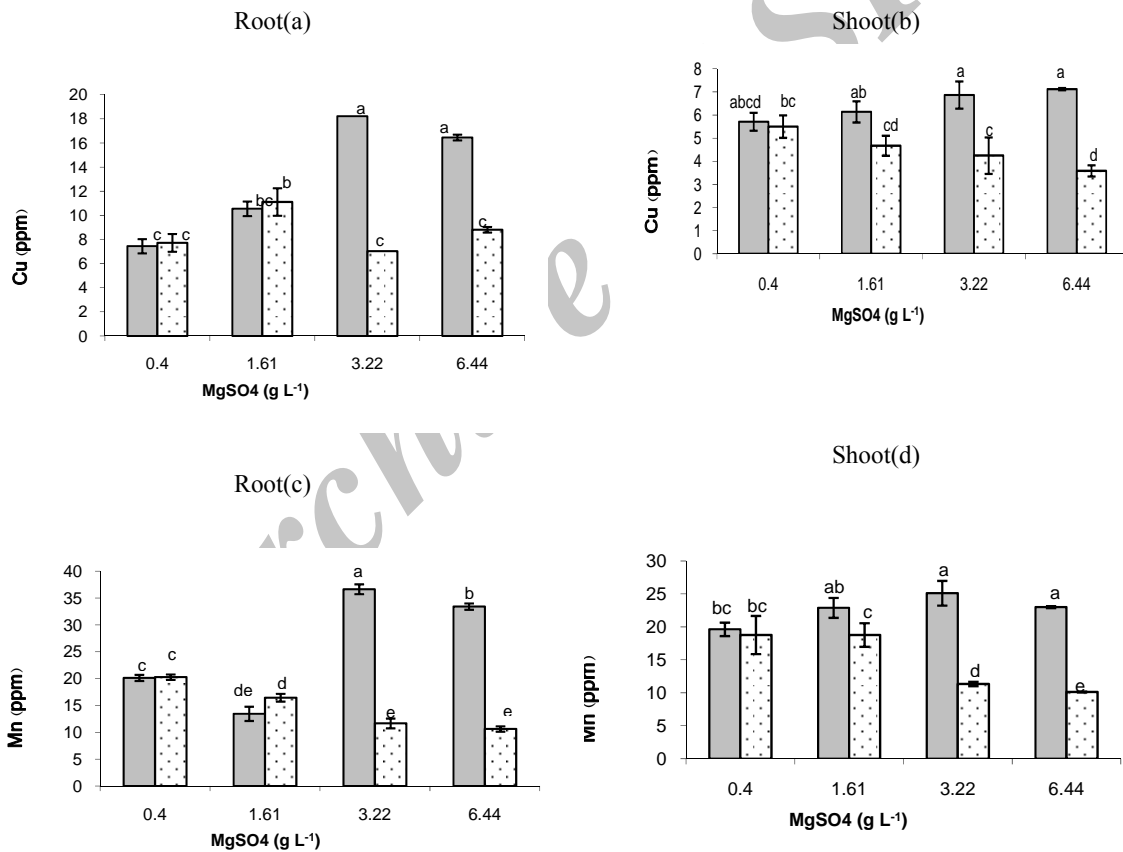 Root(a)
Cu (ppm)
20
18
16
14
12
10
8
6
4
2
0
c c
bc b
a c
a c
0.4 1.61 3.22 6.44
MgSO4 (g L-1)
Shoot(b)
Cu (ppm)
8
7
6
5
4
3
2
1
0
abcd bc
ab cd
a c
a d
0.4 1.61 3.22 6.44
MgSO4 (g L-1)
Root(c)
Mn (ppm)
40
35
30
25
20
15
10
5
0
c c
de d
a e
b e
0.4 1.61 3.22 6.44
MgSO4 (g L-1)
Shoot(d)
Mn (ppm)
30
25
20
15
10
5
0
bc bc
ab c
a d
a e
0.4 1.61 3.22 6.44
MgSO4 (g L-1)